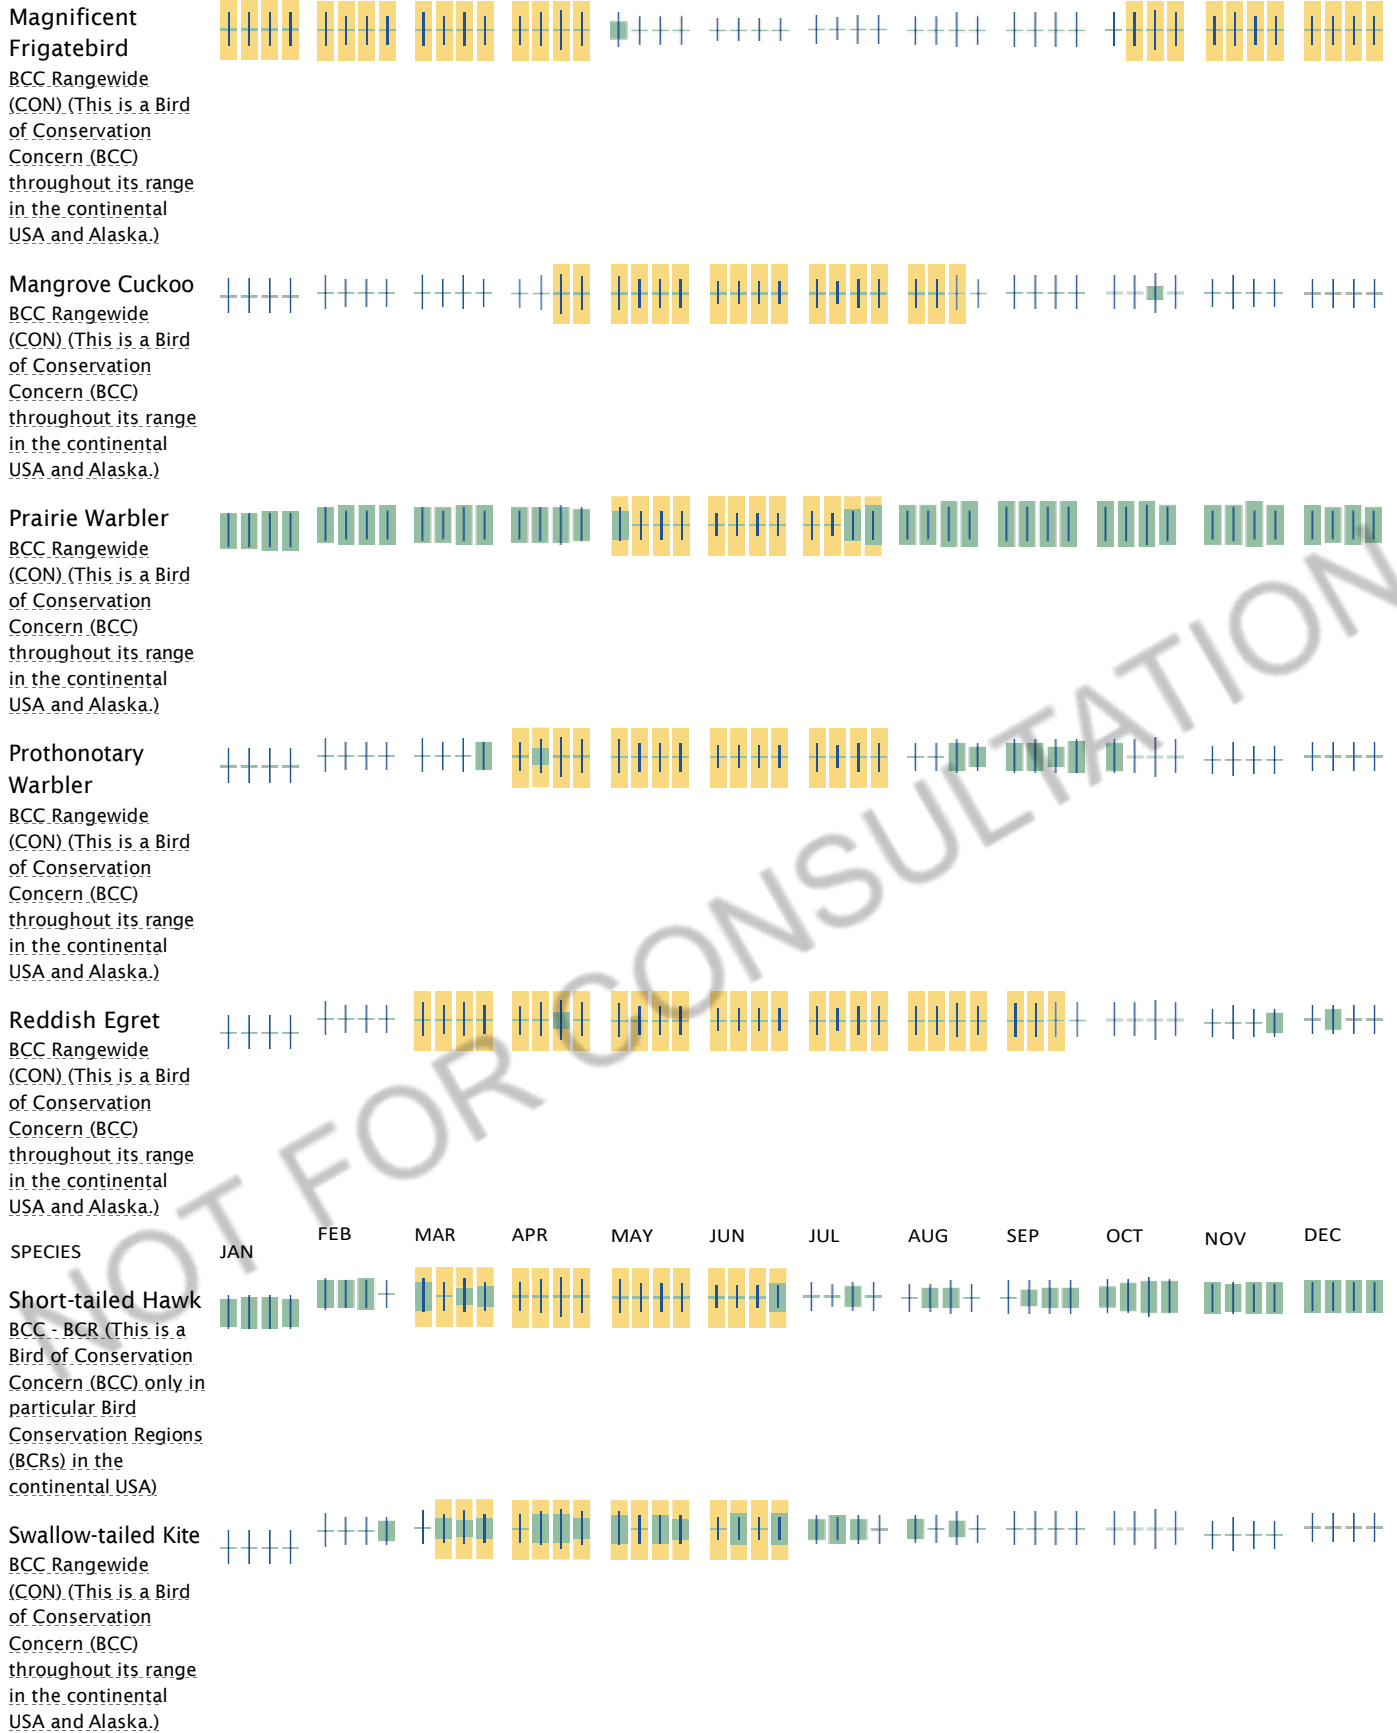 Magnificent
Frigatebird
BCC Rangewide
(CON) (This is a Bird
of Conservation
Concern (BCC)
throughout its range
in the continental
USA and Alaska.)
Mangrove Cuckoo
BCC Rangewide
(CON) (This is a Bird
of Conservation
Concern (BCC)
throughout its range
in the continental
USA and Alaska.)
Prairie Warbler
BCC Rangewide
(CON) (This is a Bird
of Conservation
Concern (BCC)
throughout its range
in the continental
USA and Alaska.)
Prothonotary
Warbler
BCC Rangewide
(CON) (This is a Bird
of Conservation
Concern (BCC)
throughout its range
in the continental
USA and Alaska.)
Reddish Egret
BCC Rangewide
(CON) (This is a Bird
of Conservation
Concern (BCC)
throughout its range
in the continental
USA and Alaska.)
SPECIES JAN FEB MAR APR MAY JUN JUL AUG SEP OCT NOV DEC
Short-tailed Hawk
BCC - BCR (This is a
Bird of Conservation
Concern (BCC) only in
particular Bird
Conservation Regions
(BCRs) in the
continental USA)
Swallow-tailed Kite
BCC Rangewide
(CON) (This is a Bird
of Conservation
Concern (BCC)
throughout its range
in the continental
USA and Alaska.)
NOT FOR CONSULTATION